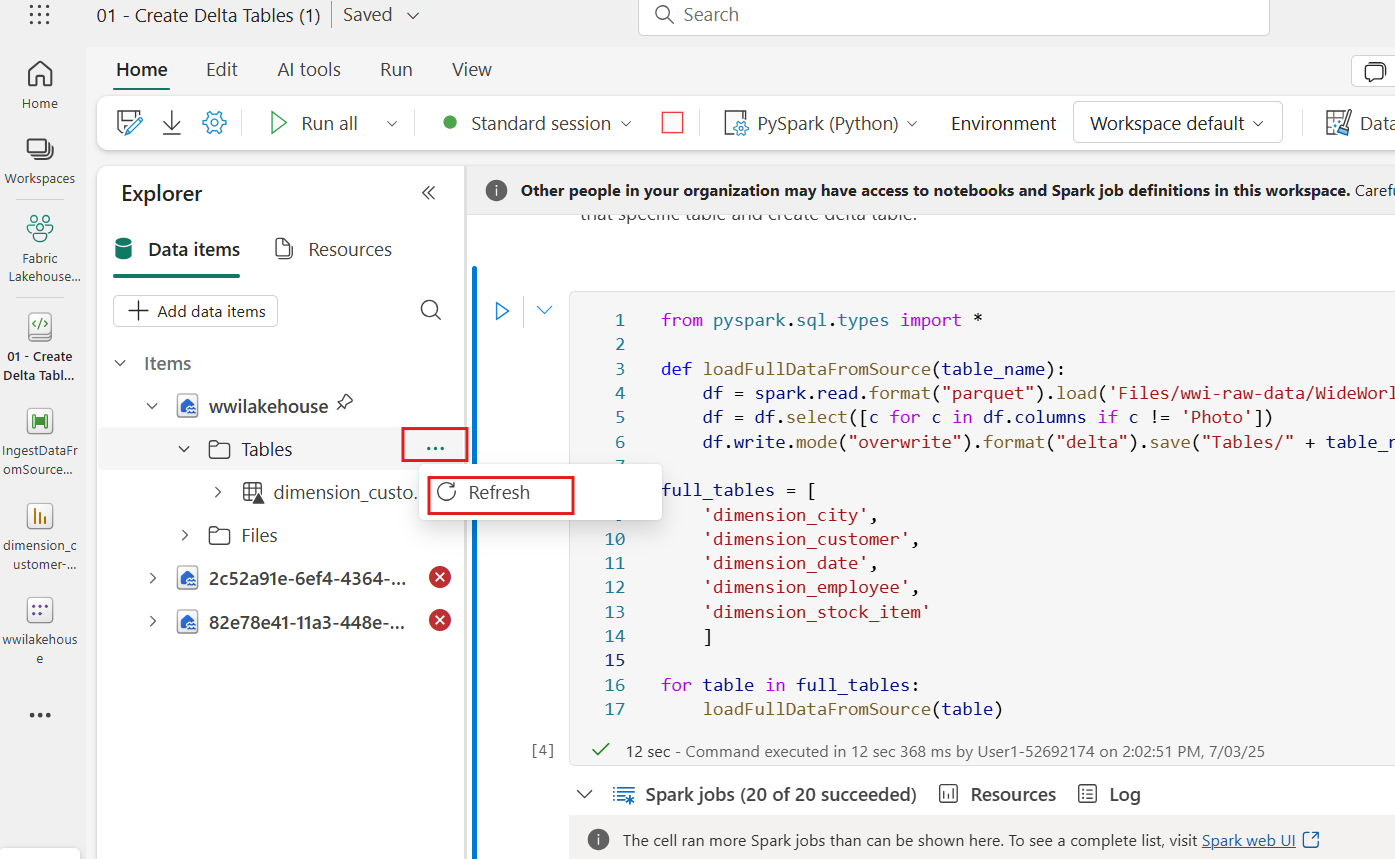 01 - Create Delta Tables (1) Saved
Search
Home Edit AI tools Run View
Run all Standard session PySpark (Python) Environment Workspace default Data
Home
Workspaces
Fabric
Lakehouse...
01 - Create
Delta Tabl...
IngestDataFr
omSource...
dimension_c
ustomer-...
wwilakehous
e
Explorer
Data items Resources
Add data items
Items
wwilakehouse
Tables
...
Refresh
dimension_custo.
Files
2c52a91e-6ef4-4364-...
82e78e41-11a3-448e-...
Other people in your organization may have access to notebooks and Spark job definitions in this workspace. Carefu
that specific table and create delta table.
1 from pyspark.sql.types import *
2
3 def loadFullDataFromSource(table_name):
4 df = spark.read.format("parquet").load('Files/wwi-raw-data/WideWorl
5 df = df.select([c for c in df.columns if c != 'Photo'])
6 df.write.mode("overwrite").format("delta").save("Tables/" + table_n
full_tables = [
'dimension_city',
10 'dimension_customer',
11 'dimension_date',
12 'dimension_employee',
13 'dimension_stock_item'
14 ]
15
16 for table in full_tables:
17 loadFullDataFromSource(table)
[4] 12 sec - Command executed in 12 sec 368 ms by User1-52692174 on 2:02:51 PM, 7/03/25
Spark jobs (20 of 20 succeeded) Resources Log
The cell ran more Spark jobs than can be shown here. To see a complete list, visit Spark web UI